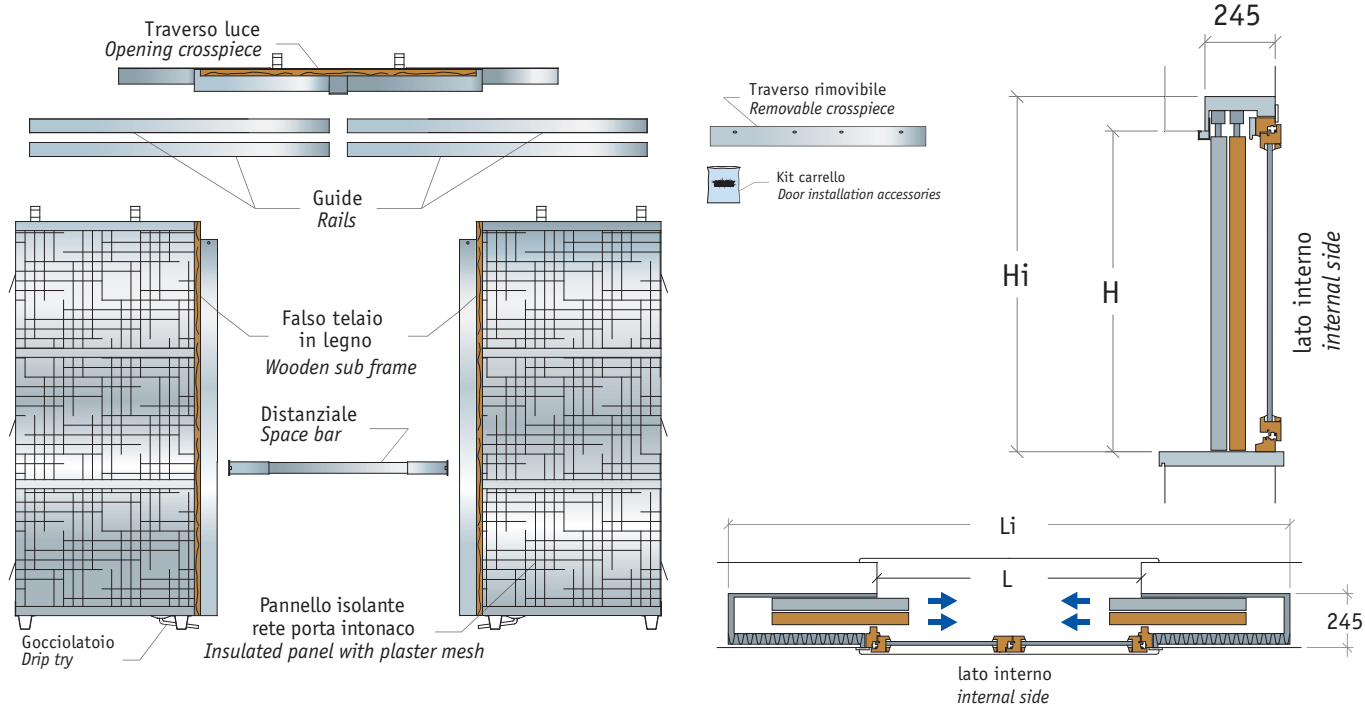 Traverso luce
Opening crosspiece
Guide
Rails
Falso telaio
in legno
Wooden sub frame
Distanziale
Space bar
Pannello isolante
rete porta intonaco
Insulated panel with plaster mesh
Gocciolatoio
Drip try
Traverso rimovibile
Removable crosspiece
Kit carrello
Door installation accessories
245
Hi
H
lato interno
internal side
Li
L
245
lato interno
internal side